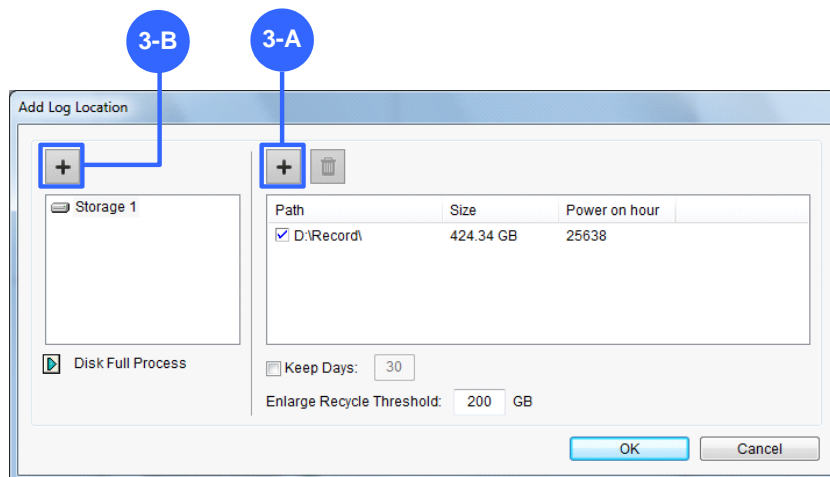 3-B 3-A
Add Log Location
+ +
Storage 1
Path Size Power on hour
D:\Record\ 424.34 GB 25638
Disk Full Process
Keep Days: 30
Enlarge Recycle Threshold: 200 GB
OK Cancel